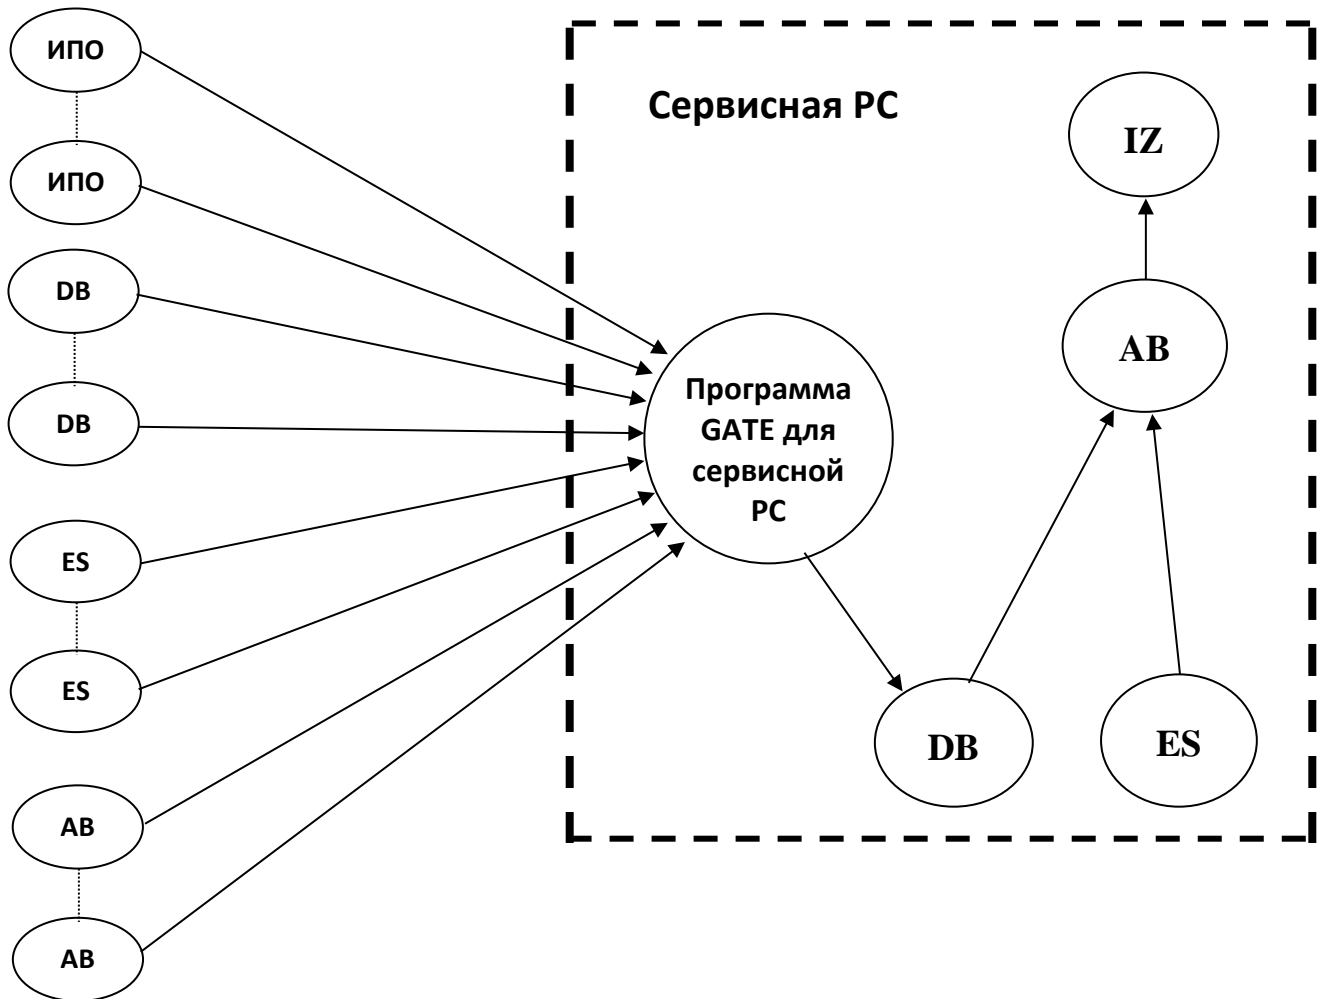 ИПО
ИПО
DB
DB
ES
ES
AB
AB
Сервисная РС
Программа
GATE для
сервисной
РС
IZ
AB
DB
ES